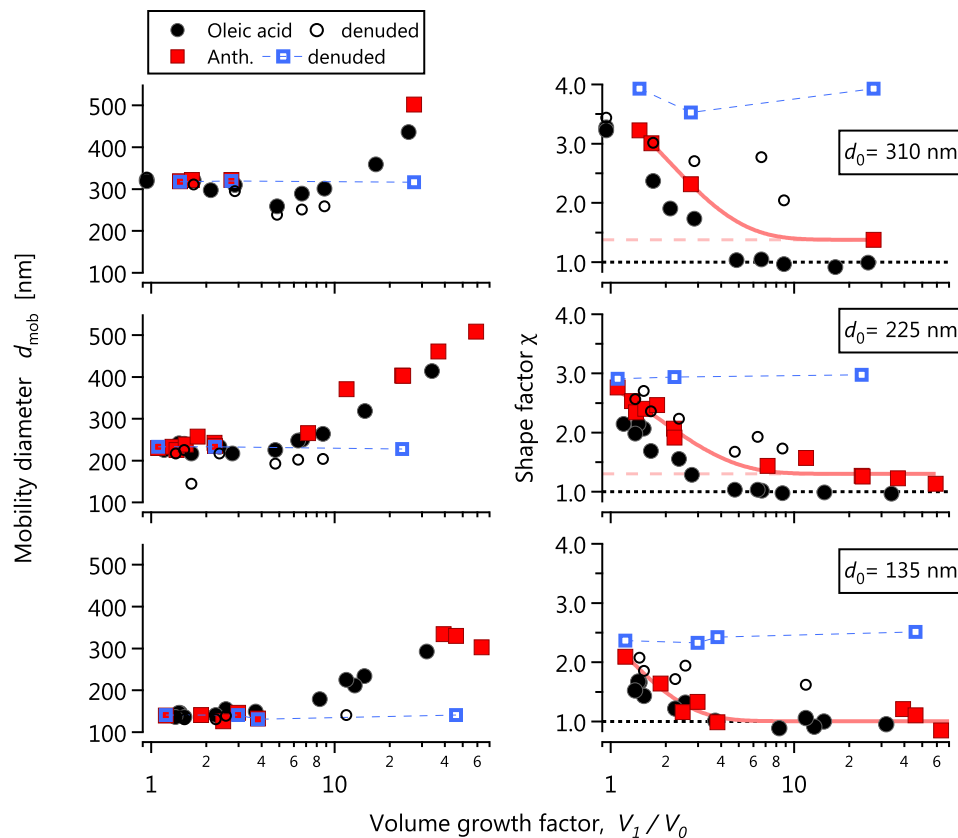 Oleic acid denuded
Anth. denuded
Mobility diameter d_mob [nm]
500
400
300
200
100
500
400
300
200
100
500
400
300
200
100
1 2 4 6 8 10 2 4 6
Shape factor χ
4.0
3.0
2.0
1.0
d_0= 310 nm
4.0
3.0
2.0
1.0
d_0= 225 nm
4.0
3.0
2.0
1.0
d_0= 135 nm
1 2 4 6 8 10 2 4 6
Volume growth factor, V_1 / V_0